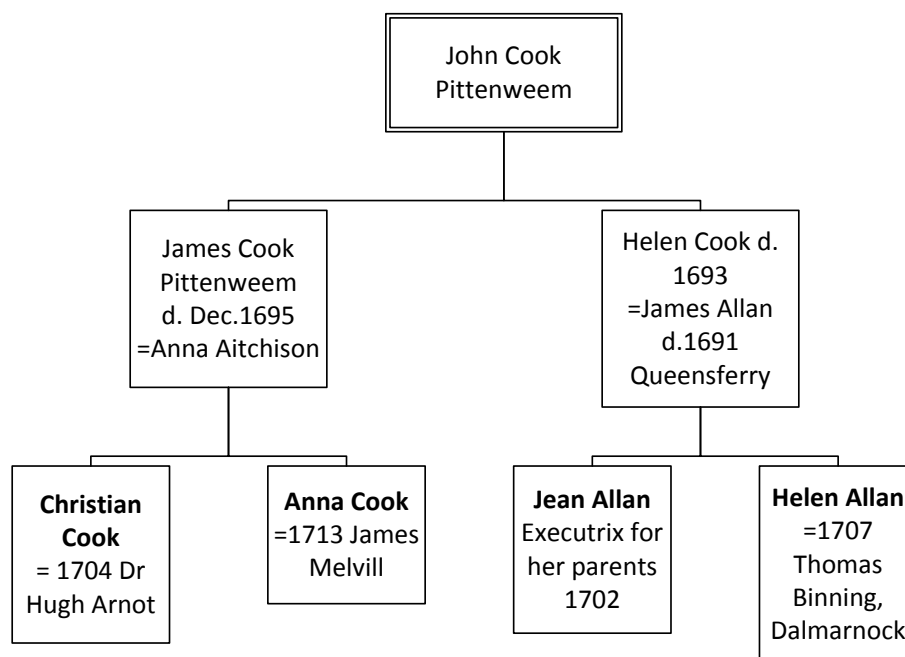 John Cook
Pittenweem
James Cook
Pittenweem
d. Dec.1695
=Anna Aitchison
Helen Cook d.
1693
=James Allan
d.1691
Queensferry
Christian
Cook
= 1704 Dr
Hugh Arnot
Anna Cook
=1713 James
Melvill
Jean Allan
Executrix for
her parents
1702
Helen Allan
=1707
Thomas
Binning,
Dalmarnock